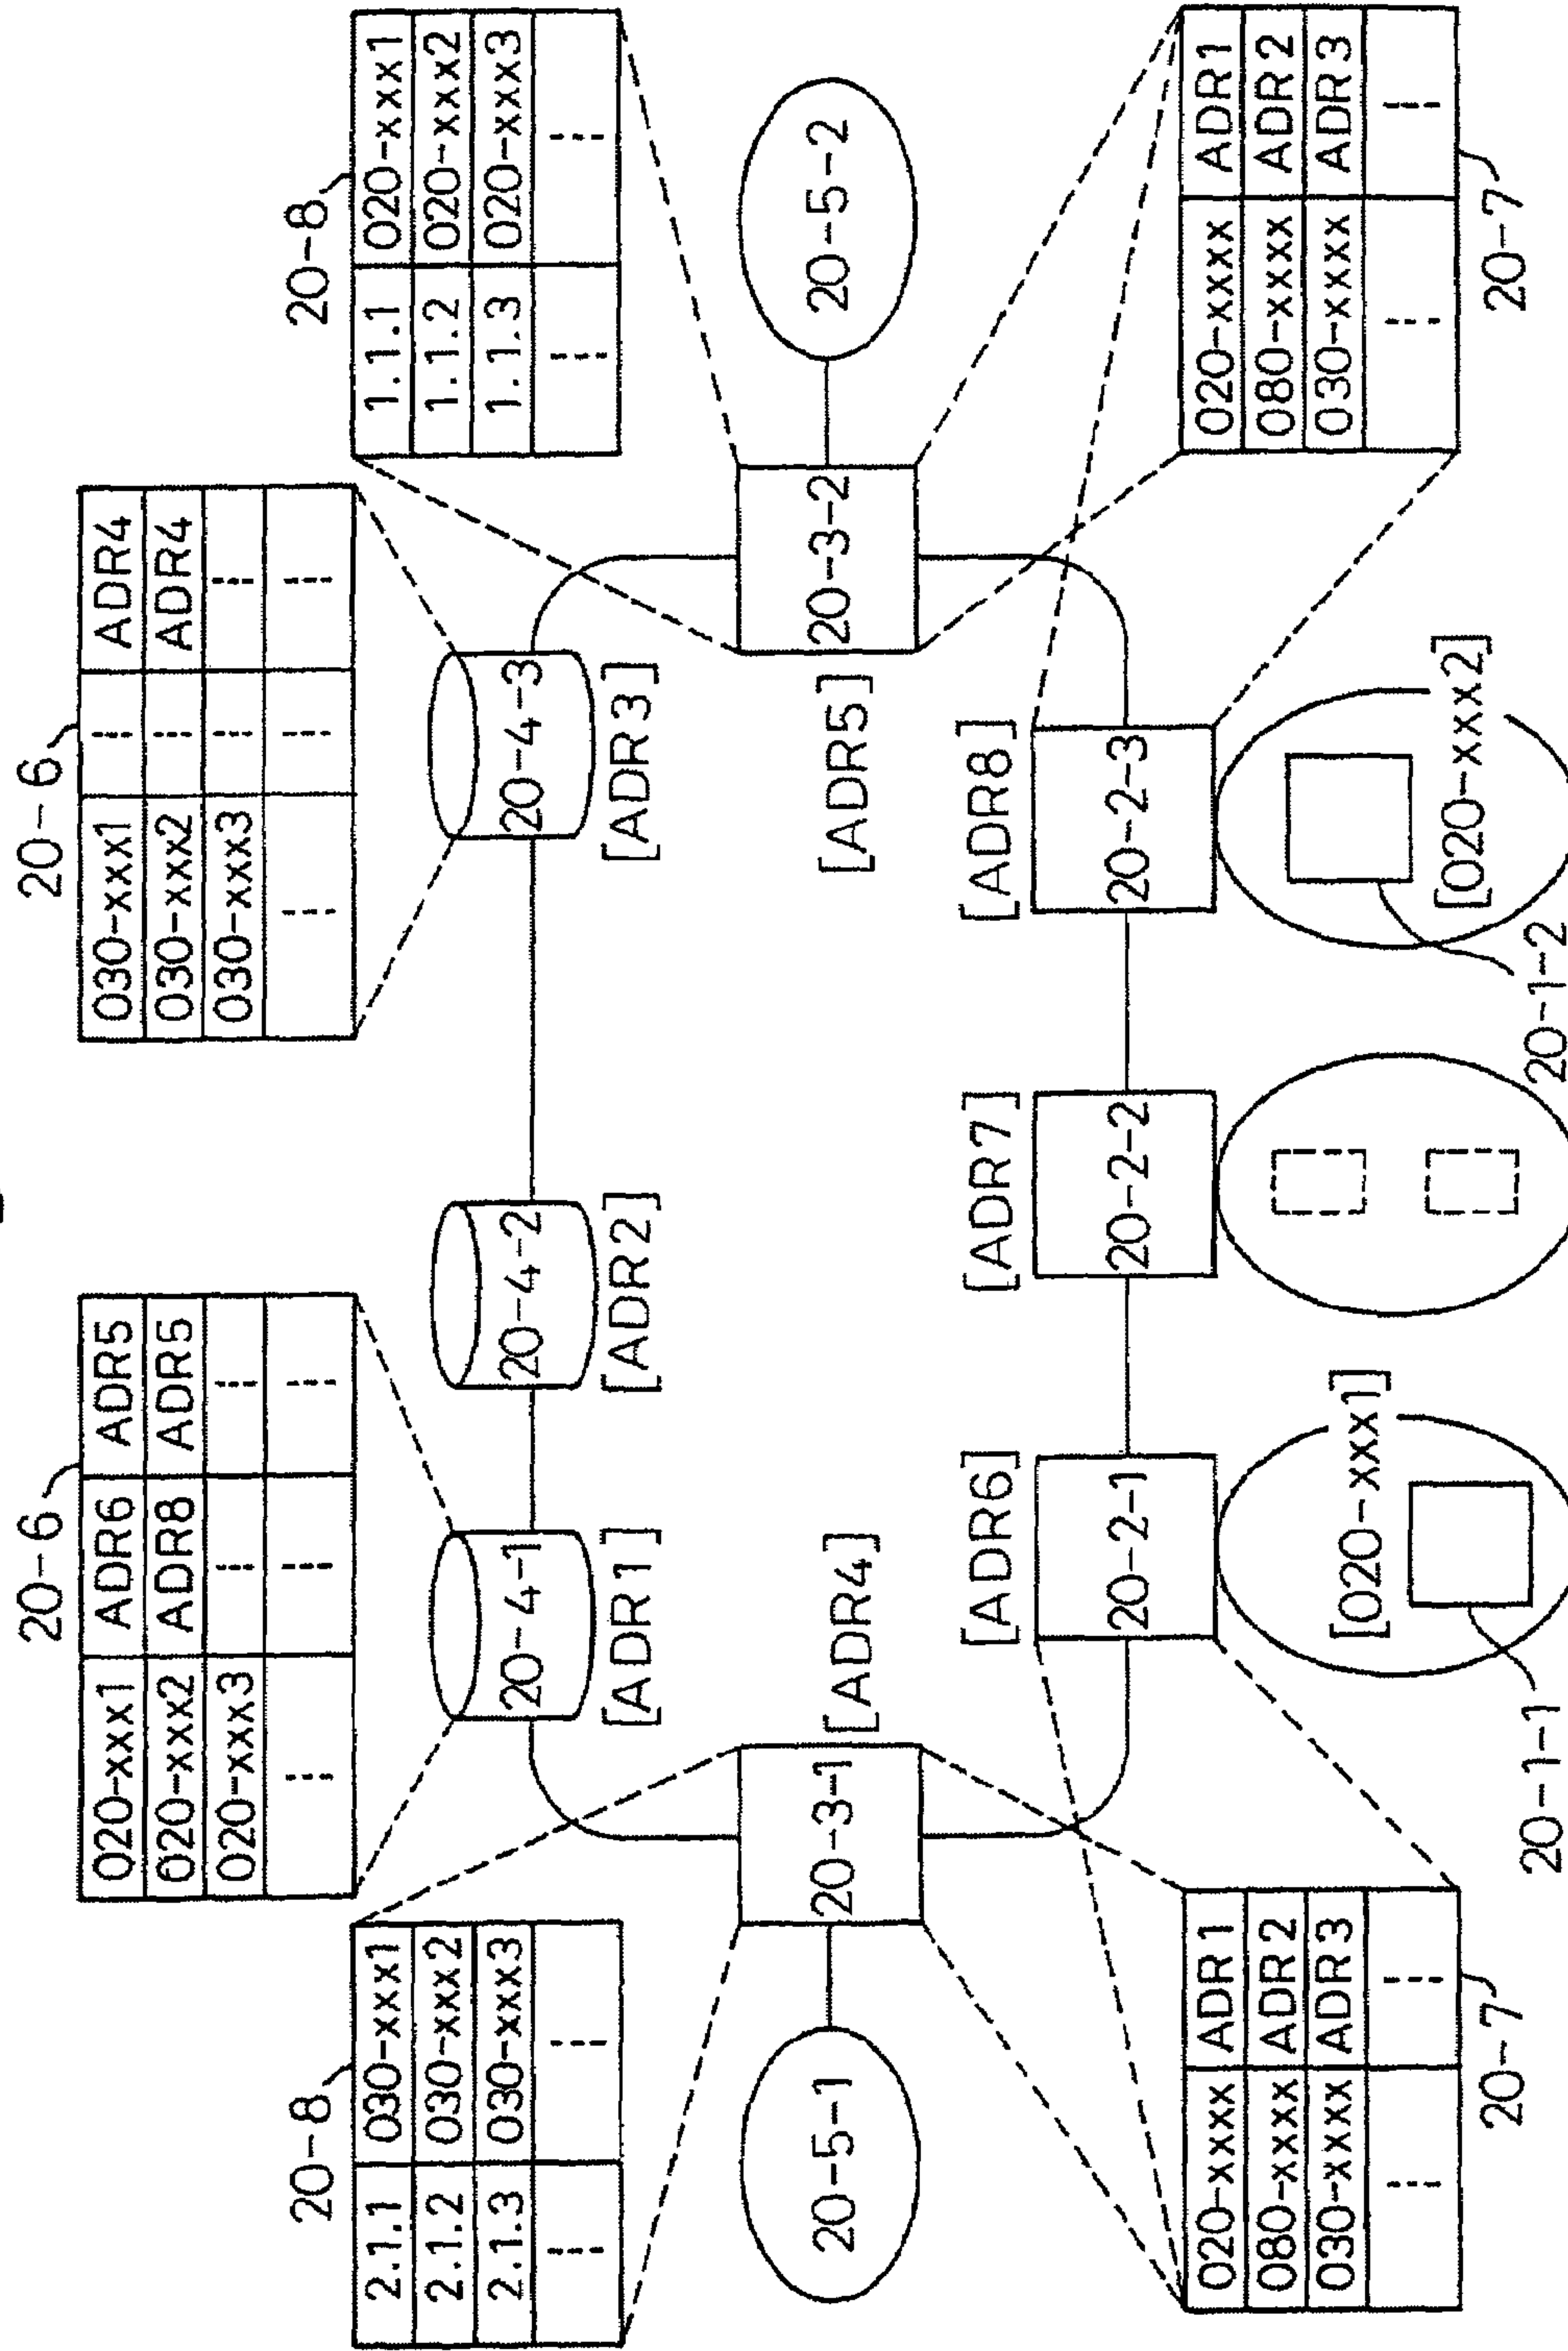 20-6
020-xxx1 ADR6 ADR5
020-xxx2 ADR8 ADR5
020-xxx3 --- ---
--- --- ---
20-6
030-xxx1 --- ADR4
030-xxx2 --- ADR4
030-xxx3 --- ---
--- --- ---
20-8
2.1.1 030-xxx1
2.1.2 030-xxx2
2.1.3 030-xxx3
--- ---
20-8
1.1.1 020-xxx1
1.1.2 020-xxx2
1.1.3 020-xxx3
--- ---
20-4-1
[ADR1]
20-4-2
[ADR2]
20-4-3
[ADR3]
20-5-1
20-3-1
[ADR4]
[ADR5]
20-3-2
20-5-2
[ADR6]
20-2-1
[ADR7]
20-2-2
[ADR8]
20-2-3
020-xxxx ADR1
080-xxxx ADR2
030-xxxx ADR3
--- ---
20-7
020-xxxx ADR1
080-xxxx ADR2
030-xxxx ADR3
--- ---
20-7
[020-xxx1]
20-1-1
[020-xxx2]
20-1-2